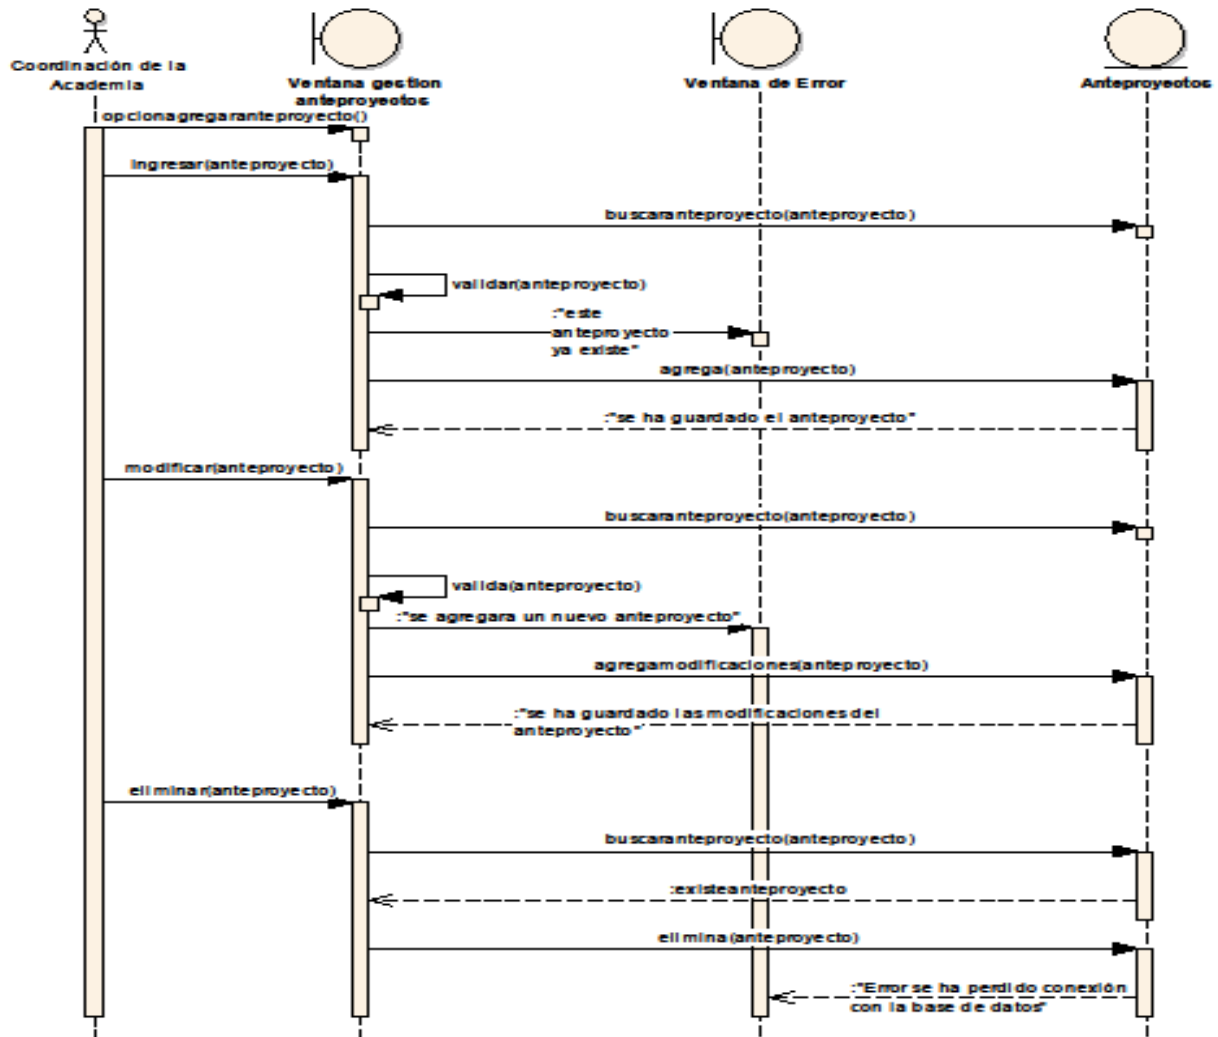 Coordinación de la
Academia
Ventana gestion
anteproyectos
Ventana de Error
Anteproyectos
opcionagregaranteproyecto()
ingresar(anteproyecto)
buscaranteproyecto(anteproyecto)
validar(anteproyecto)
:"este
anteproyecto
ya existe"
agrega(anteproyecto)
:"se ha guardado el anteproyecto"
modificar(anteproyecto)
buscaranteproyecto(anteproyecto)
valida(anteproyecto)
:"se agregara un nuevo anteproyecto"
agregamodificaciones(anteproyecto)
:"se ha guardado las modificaciones del
anteproyecto"
eliminar(anteproyecto)
buscaranteproyecto(anteproyecto)
:existeanteproyecto
elimina(anteproyecto)
:"Error se ha perdido conexión
con la base de datos"